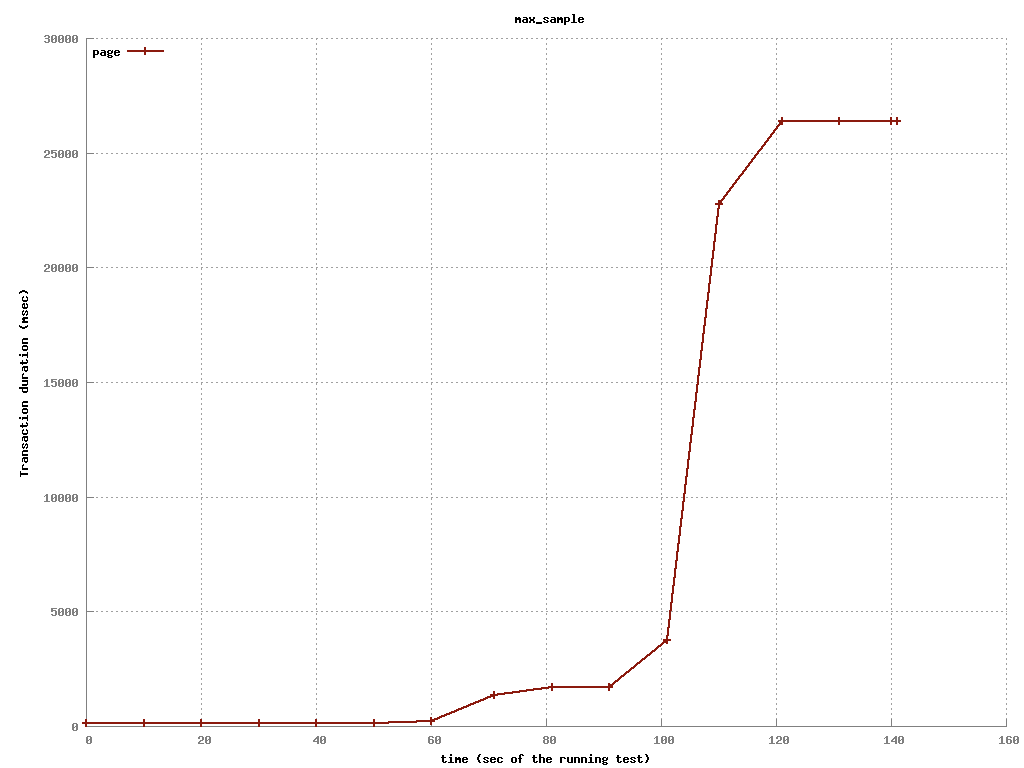 max_sample
page
30000
25000
20000
15000
10000
5000
0
Transaction duration (msec)
0 20 40 60 80 100 120 140 160
time (sec of the running test)